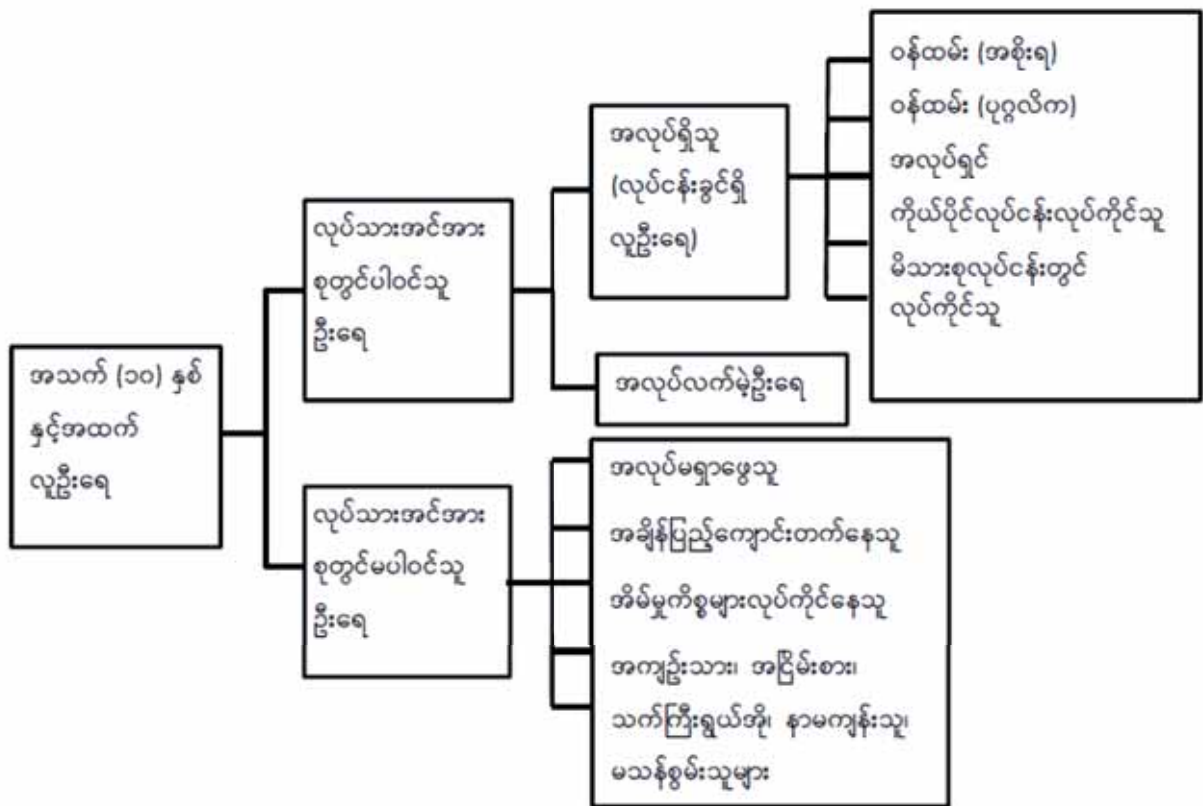 အသက် (၁၀) နှစ်
နှင့်အထက်
လူဦးရေ
လုပ်သားအင်အား
စုတွင်ပါဝင်သူ
ဦးရေ
အလုပ်ရှိသူ
(လုပ်ငန်းခွင်ရှိ
လူဦးရေ)
ဝန်ထမ်း (အစိုးရ)
ဝန်ထမ်း (ပုဂ္ဂလိက)
အလုပ်ရှင်
ကိုယ်ပိုင်လုပ်ငန်းလုပ်ကိုင်သူ
မိသားစုလုပ်ငန်းတွင်
လုပ်ကိုင်သူ
အလုပ်လက်မဲ့ဦးရေ
လုပ်သားအင်အား
စုတွင်မပါဝင်သူ
ဦးရေ
အလုပ်မရှာဖွေသူ
အချိန်ပြည့်ကျောင်းတက်နေသူ
အိမ်မှုကိစ္စများလုပ်ကိုင်နေသူ
အကျဉ်းသား၊ အငြိမ်းစား၊
သက်ကြီးရွယ်အို၊ နာမကျန်းသူ၊
မသန်စွမ်းသူများ